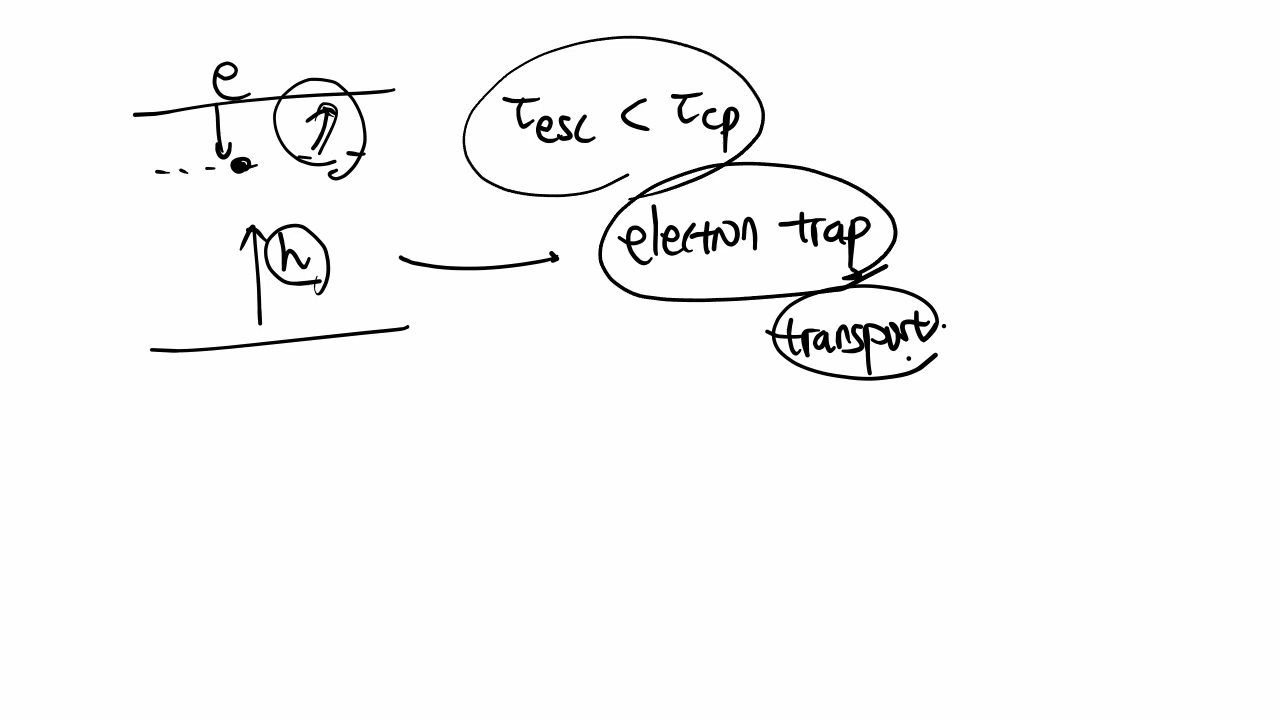 e
τesc < τcp
h
electron trap
transport.